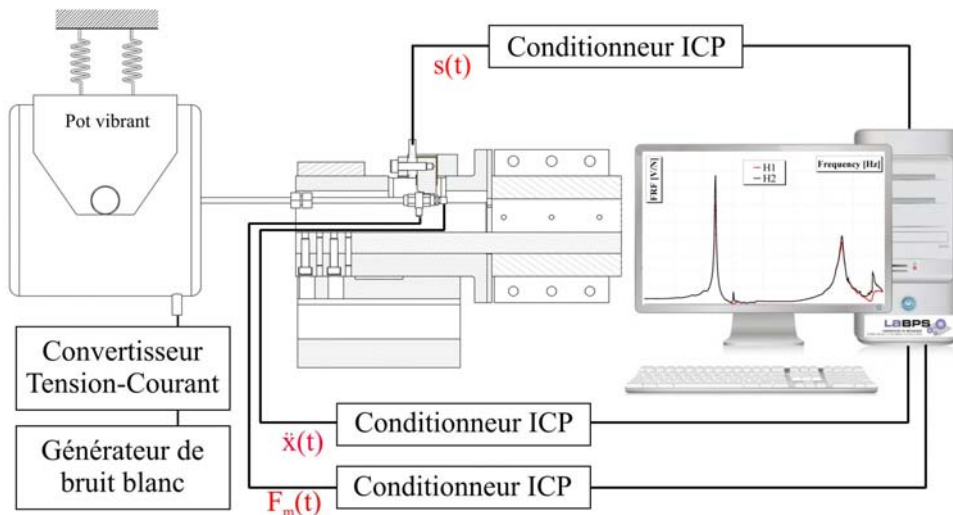 Conditionneur ICP
s(t)
Pot vibrant
FRF [V/N]
H1
H2
Frequency [Hz]
LaBPS
Convertisseur
Tension-Courant
Générateur de
bruit blanc
ẍ(t)
Conditionneur ICP
F_m(t)
Conditionneur ICP